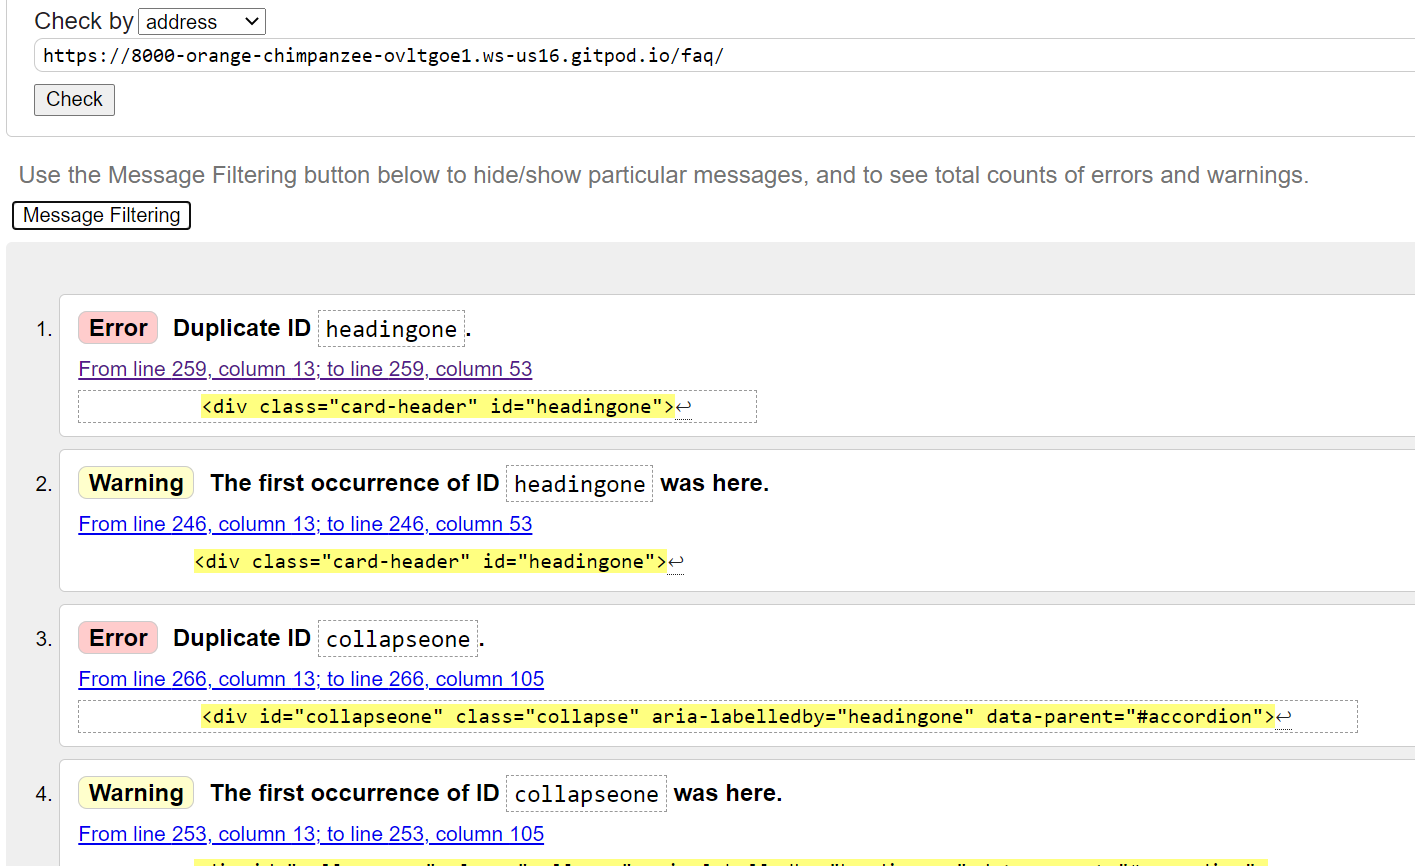 Check by address
https://8000-orange-chimpanzee-ovltgoe1.ws-us16.gitpod.io/faq/
Check
Use the Message Filtering button below to hide/show particular messages, and to see total counts of errors and warnings.
Message Filtering
1. Error Duplicate ID headingone.
From line 259, column 13; to line 259, column 53
<div class="card-header" id="headingone">↩
2. Warning The first occurrence of ID headingone was here.
From line 246, column 13; to line 246, column 53
<div class="card-header" id="headingone">↩
3. Error Duplicate ID collapseone.
From line 266, column 13; to line 266, column 105
<div id="collapseone" class="collapse" aria-labelledby="headingone" data-parent="#accordion">↩
4. Warning The first occurrence of ID collapseone was here.
From line 253, column 13; to line 253, column 105